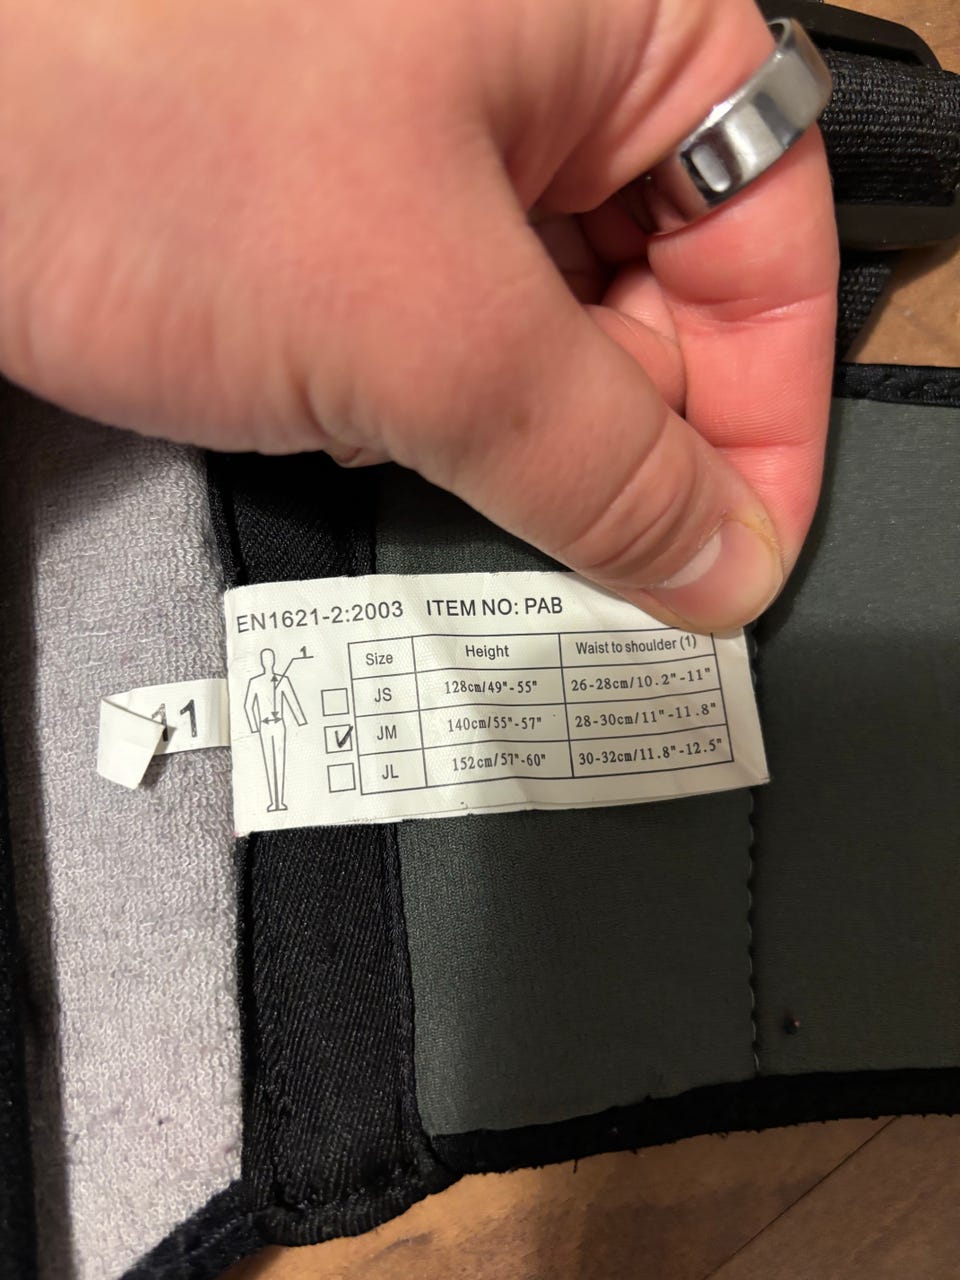 EN1621-2:2003 ITEM NO: PAB
1
Size Height Waist to shoulder (1)
JS 128cm/49"-55" 26-28cm/10.2"-11"
JM 140cm/55"-57" 28-30cm/11"-11.8"
JL 152cm/57"-60" 30-32cm/11.8"-12.5"
11